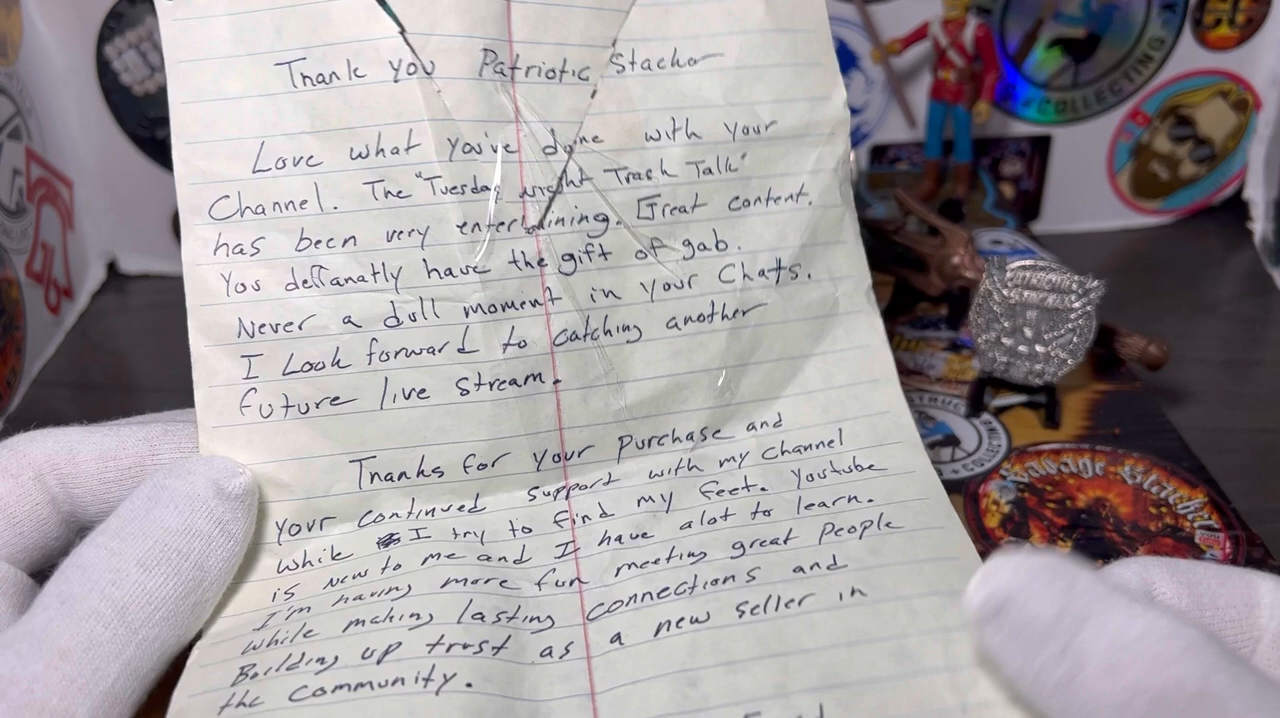 Thank you Patriotic Stacker
Love what you've done with your
Channel. The "Tuesday night Trash Talk"
has been very entertaining. Great content.
You deffanatly have the gift of gab.
Never a dull moment in your Chats.
I Look forward to catching another
future live stream.
Thanks for your purchase and
your continued support with my channel
while I try to find my feet. Youtube
is new to me and I have alot to learn.
I'm having more fun meeting great people
while making lasting connections and
Building up trust as a new seller in
the community.
& COLLECTING
Savage Stacker
COLLECTING